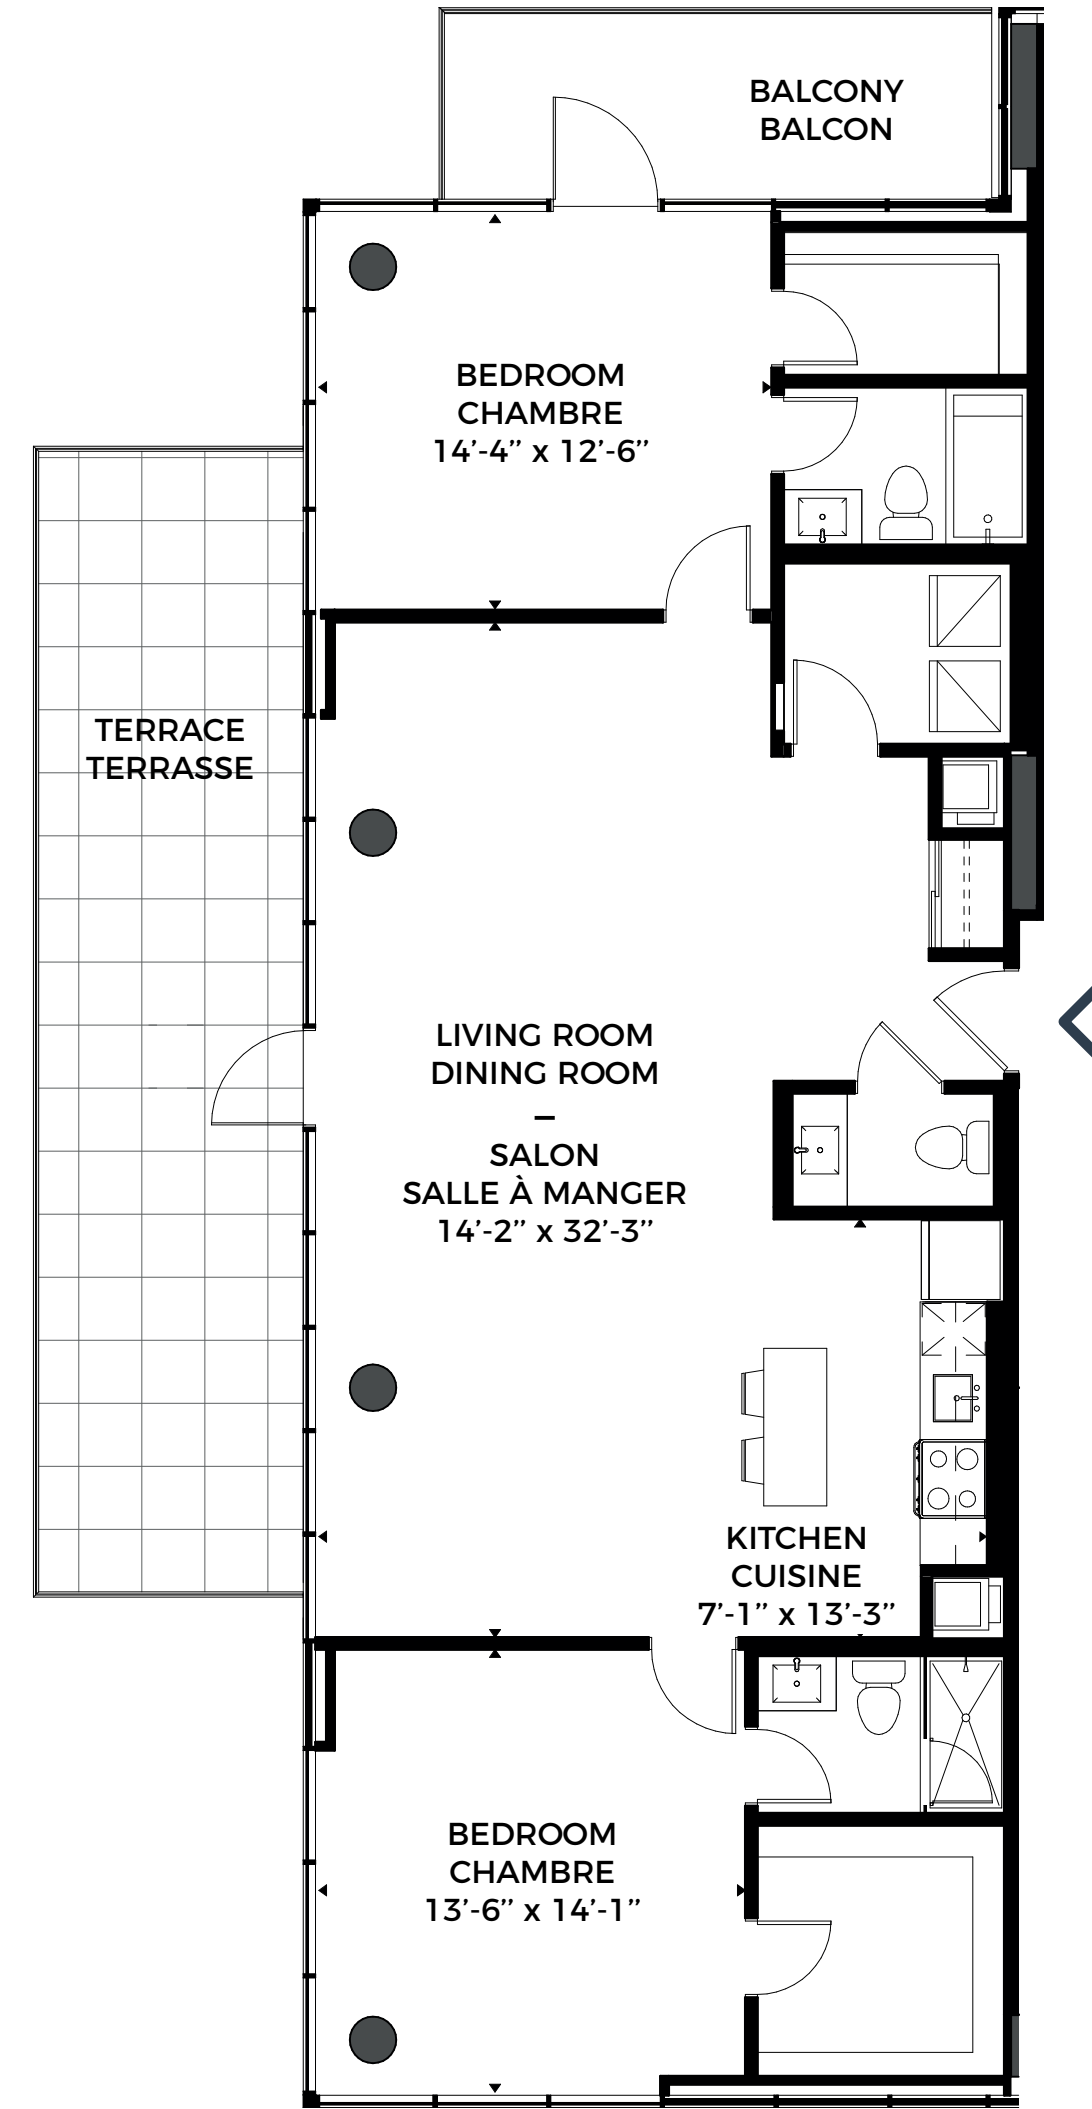 BALCONY
BALCON
BEDROOM
CHAMBRE
14’-4” x 12’-6”
TERRACE
TERRASSE
LIVING ROOM
DINING ROOM
–
SALON
SALLE À MANGER
14’-2” x 32’-3”
KITCHEN
CUISINE
7’-1” x 13’-3”
BEDROOM
CHAMBRE
13’-6” x 14’-1”